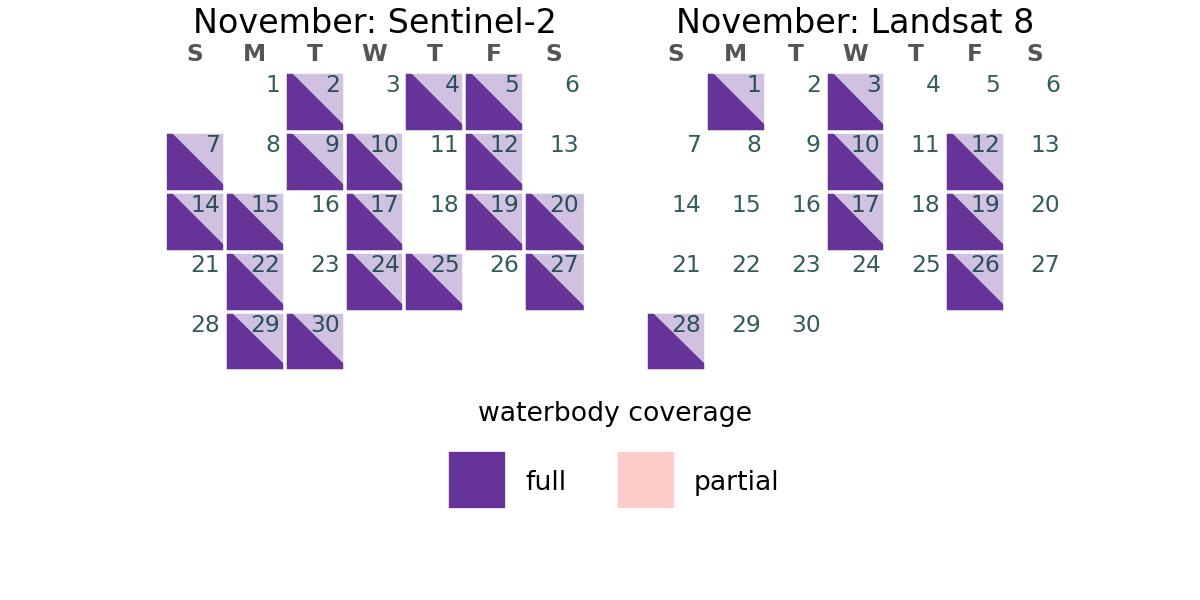 November: Sentinel-2
S M T W T F S
1 2 3 4 5 6
7 8 9 10 11 12 13
14 15 16 17 18 19 20
21 22 23 24 25 26 27
28 29 30
November: Landsat 8
S M T W T F S
1 2 3 4 5 6
7 8 9 10 11 12 13
14 15 16 17 18 19 20
21 22 23 24 25 26 27
28 29 30
waterbody coverage
full
partial